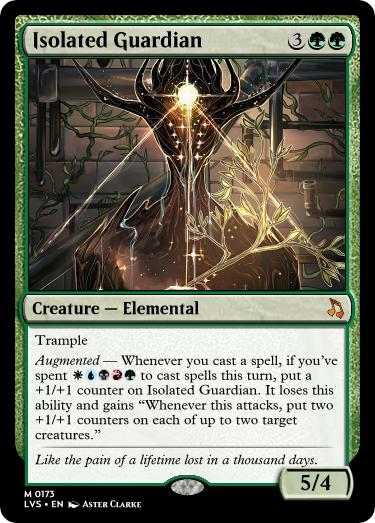 Isolated Guardian 3
Creature — Elemental
Trample
Augmented — Whenever you cast a spell, if you've
spent to cast spells this turn, put a
+1/+1 counter on Isolated Guardian. It loses this
ability and gains “Whenever this attacks, put two
+1/+1 counters on each of up to two target
creatures.”
Like the pain of a lifetime lost in a thousand days.
5/4
M 0173
LVS • EN ASTER CLARKE